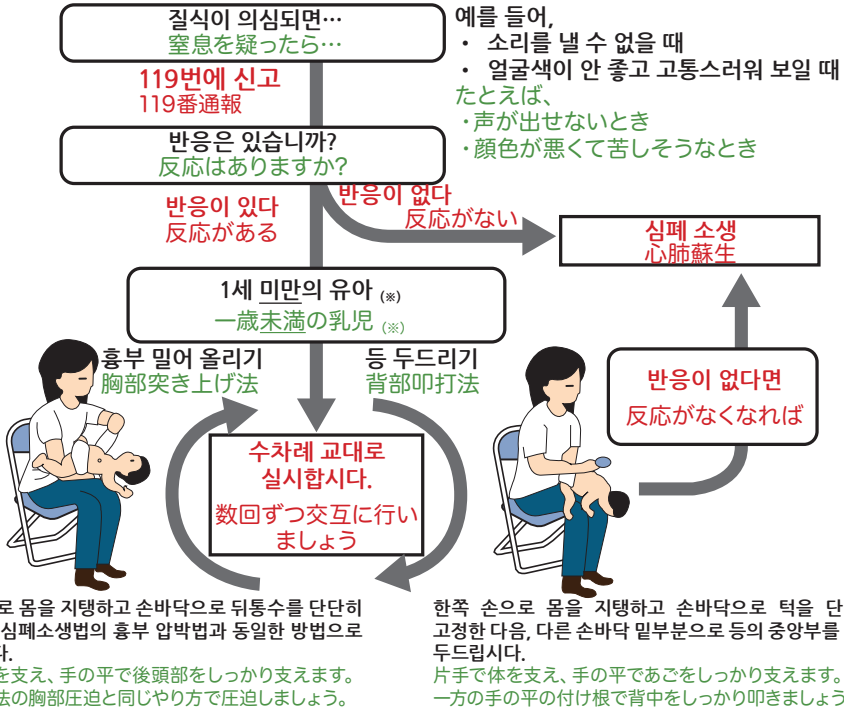 질식이 의심되면…
窒息を疑ったら…
예를 들어,
・ 소리를 낼 수 없을 때
・ 얼굴색이 안 좋고 고통스러워 보일 때
たとえば、
・声が出せないとき
・顔色が悪くて苦しそうなとき
119번에 신고
119番通報
반응은 있습니까?
反応はありますか?
반응이 있다
反応がある
반응이 없다
反応がない
심폐 소생
心肺蘇生
1세 미만의 유아 (※)
一歳未満の乳児 (※)
흉부 밀어 올리기
胸部突き上げ法
등 두드리기
背部叩打法
수차례 교대로
실시합시다.
数回ずつ交互に行い
ましょう
반응이 없다면
反応がなくなれば
로 몸을 지탱하고 손바닥으로 뒤통수를 단단히
심폐소생법의 흉부 압박법과 동일한 방법으로
다.
を支え、手の平で後頭部をしっかり支えます。
法の胸部圧迫と同じやり方で圧迫しましょう。
한쪽 손으로 몸을 지탱하고 손바닥으로 턱을 단
고정한 다음, 다른 손바닥 밑부분으로 등의 중앙부를
두드립시다.
片手で体を支え、手の平であごをしっかり支えます。
一方の手の平の付け根で背中をしっかり叩きましょう